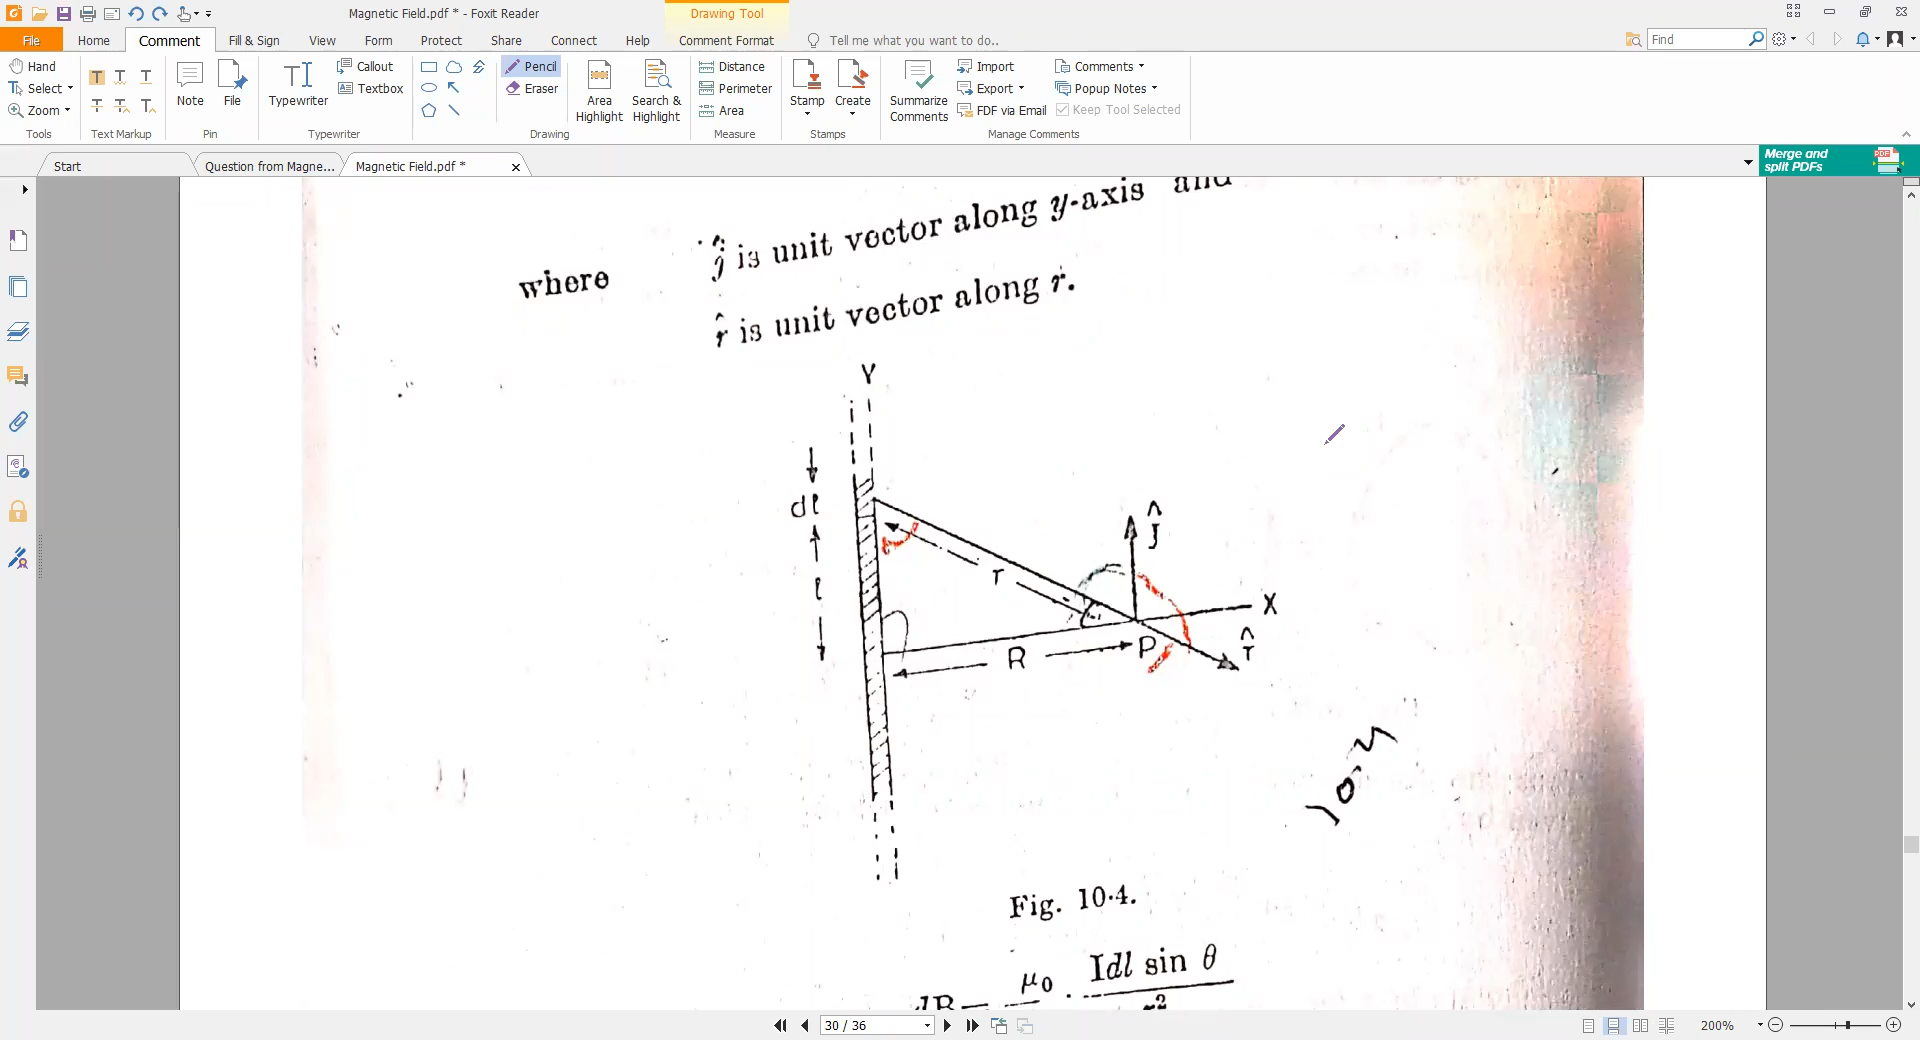 Magnetic Field.pdf * - Foxit Reader
Drawing Tool
File Home Comment Fill & Sign View Form Protect Share Connect Help Comment Format Tell me what you want to do.. Find
Hand
Select
Zoom
Tools
Text Markup
Note
File
Pin
Typewriter
Callout
Textbox
Typewriter
Pencil
Eraser
Area Highlight
Search & Highlight
Drawing
Distance
Perimeter
Area
Measure
Stamp
Create
Stamps
Summarize Comments
Import
Export
FDF via Email
Comments
Popup Notes
Keep Tool Selected
Manage Comments
Start
Question from Magne...
Magnetic Field.pdf *
Merge and split PDFs
where ĵ is unit vector along y-axis and
r̂ is unit vector along r.
Y
dl
l
r
R
P
ĵ
X
r̂
10.4
Fig. 10·4.
dB = μ0 · Idl sin θ
r2
30 / 36
200%